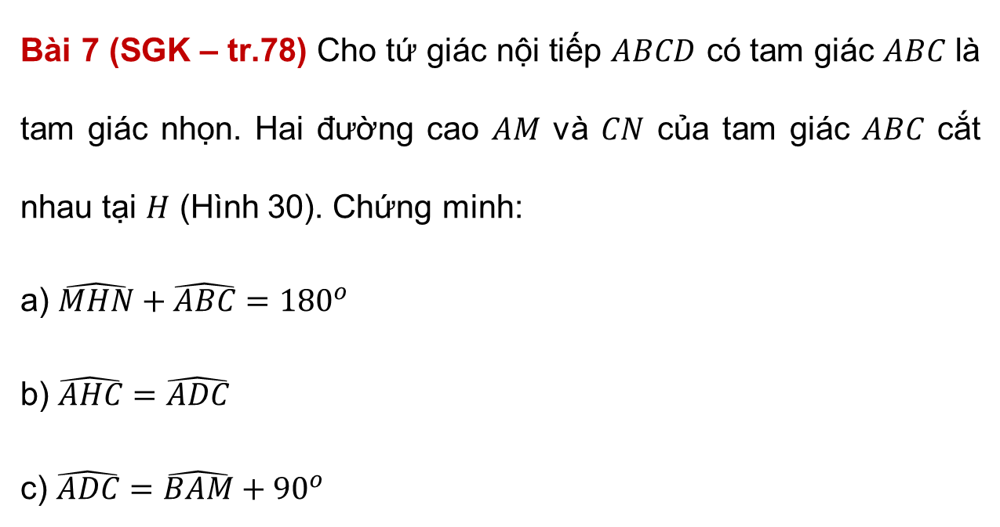 Bài 7 (SGK – tr.78) Cho tứ giác nội tiếp 𝐴𝐵𝐶𝐷 có tam giác 𝐴𝐵𝐶 là
tam giác nhọn. Hai đường cao 𝐴𝑀 và 𝐶𝑁 của tam giác 𝐴𝐵𝐶 cắt
nhau tại 𝐻 (Hình 30). Chứng minh:
a) $\widehat{MHN} + \widehat{ABC} = 180^o$
b) $\widehat{AHC} = \widehat{ADC}$
c) $\widehat{ADC} = \widehat{BAM} + 90^o$